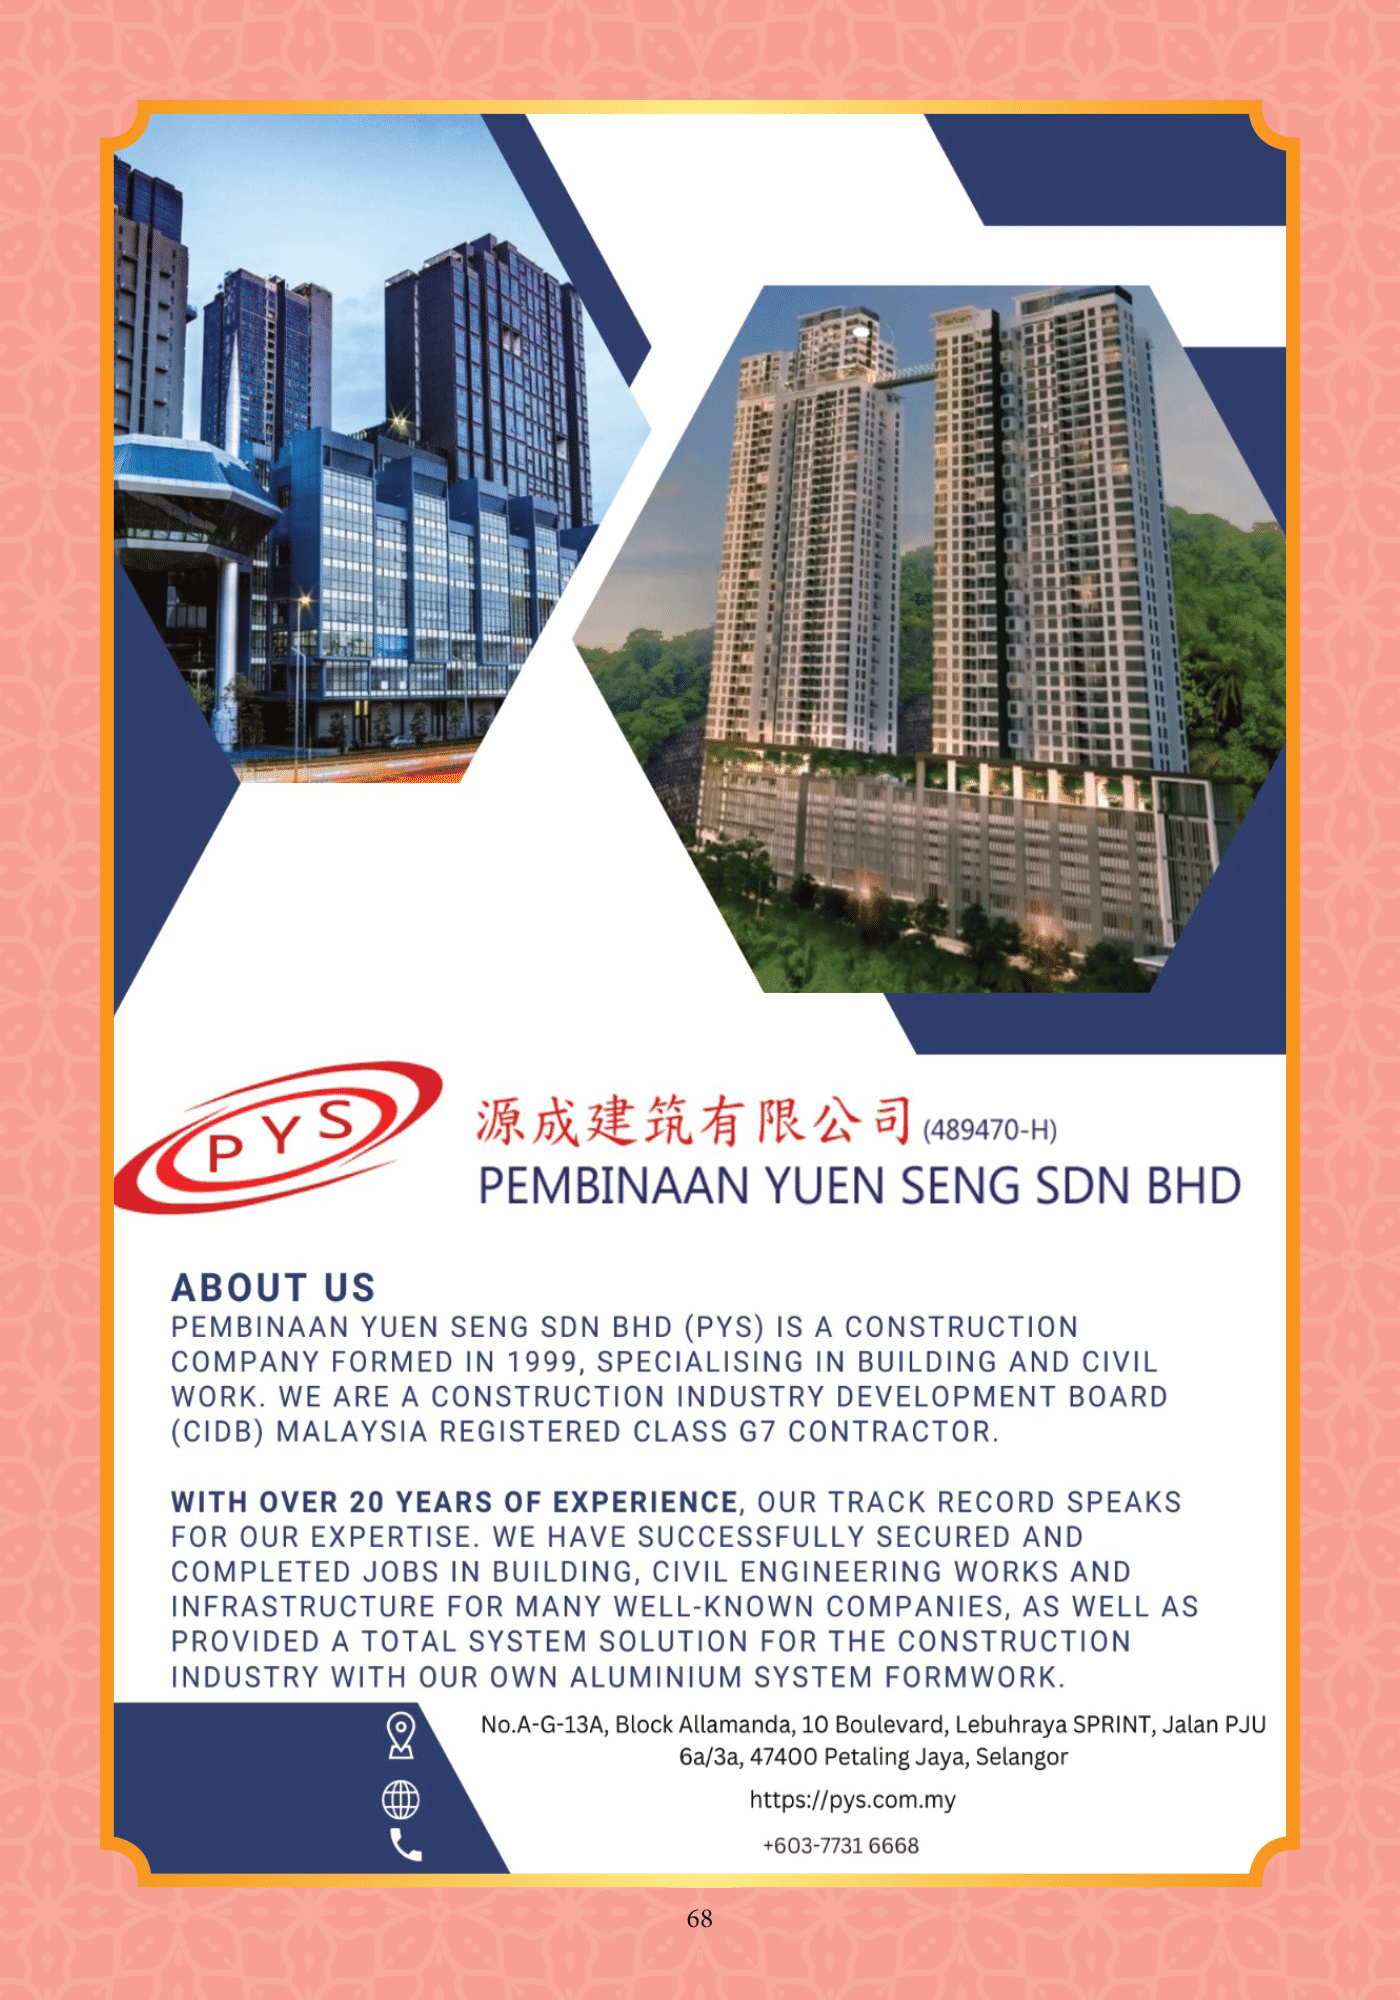 PYS
源成建筑有限公司 (489470-H)
PEMBINAAN YUEN SENG SDN BHD
ABOUT US
PEMBINAAN YUEN SENG SDN BHD (PYS) IS A CONSTRUCTION
COMPANY FORMED IN 1999, SPECIALISING IN BUILDING AND CIVIL
WORK. WE ARE A CONSTRUCTION INDUSTRY DEVELOPMENT BOARD
(CIDB) MALAYSIA REGISTERED CLASS G7 CONTRACTOR.
WITH OVER 20 YEARS OF EXPERIENCE, OUR TRACK RECORD SPEAKS
FOR OUR EXPERTISE. WE HAVE SUCCESSFULLY SECURED AND
COMPLETED JOBS IN BUILDING, CIVIL ENGINEERING WORKS AND
INFRASTRUCTURE FOR MANY WELL-KNOWN COMPANIES, AS WELL AS
PROVIDED A TOTAL SYSTEM SOLUTION FOR THE CONSTRUCTION
INDUSTRY WITH OUR OWN ALUMINIUM SYSTEM FORMWORK.
No.A-G-13A, Block Allamanda, 10 Boulevard, Lebuhraya SPRINT, Jalan PJU
6a/3a, 47400 Petaling Jaya, Selangor
https://pys.com.my
+603-7731 6668
68